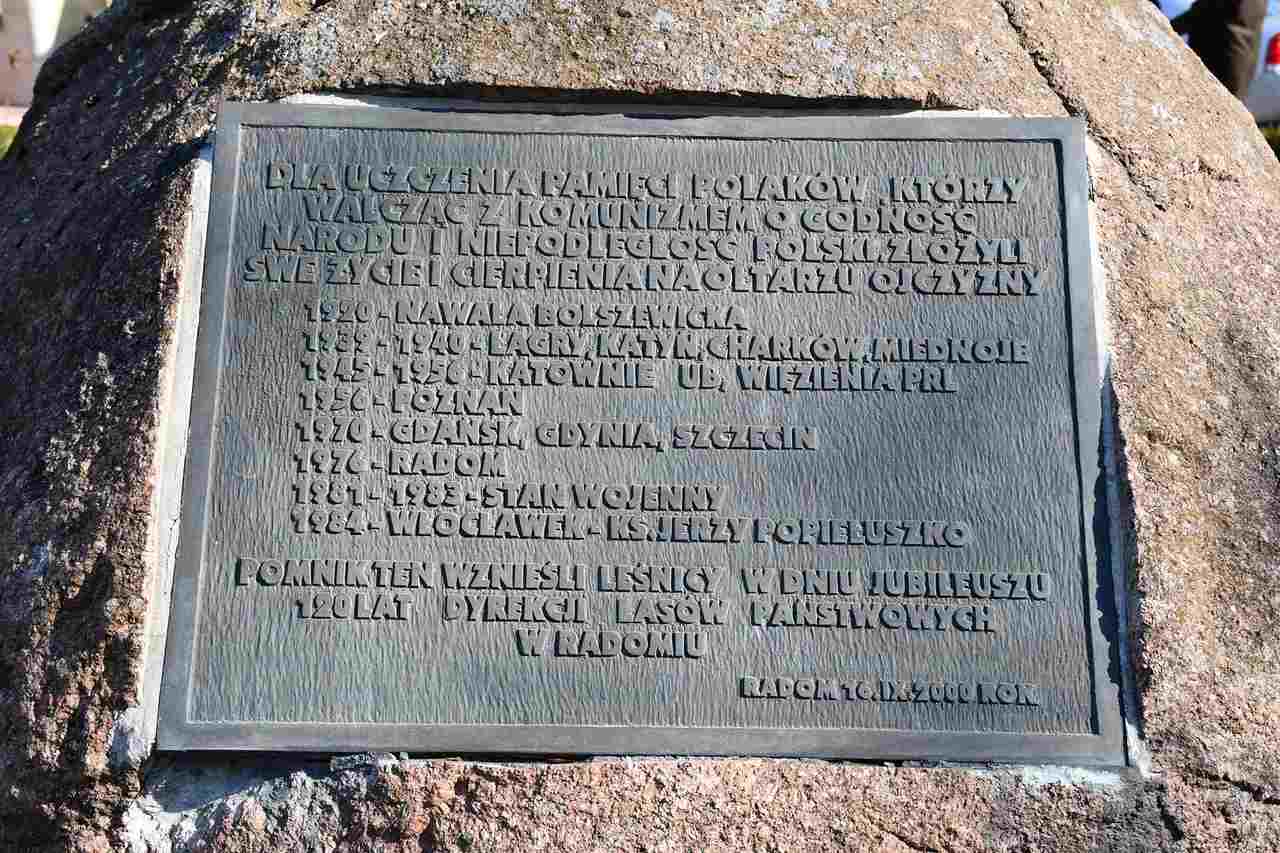 DLA UCZCZENIA PAMIĘCI POLAKÓW, KTÓRZY
WALCZĄC Z KOMUNIZMEM O GODNOŚĆ
NARODU I NIEPODLEGŁOŚĆ POLSKI, ZŁOŻYLI
SWE ŻYCIE I CIERPIENIA NA OŁTARZU OJCZYZNY
1920 - NAWAŁA BOLSZEWICKA
1939 - 1940 - ŁAGRY, KATYŃ, CHARKÓW, MIEDNOJE
1945 - 1956 - KATOWNIE UB, WIĘZIENIA PRL
1956 - POZNAŃ
1970 - GDAŃSK, GDYNIA, SZCZECIN
1976 - RADOM
1981 - 1983 - STAN WOJENNY
1984 - WŁOCŁAWEK - KS. JERZY POPIEŁUSZKO
POMNIK TEN WZNIEŚLI LEŚNICY W DNIU JUBILEUSZU
120 LAT DYREKCJI LASÓW PAŃSTWOWYCH
W RADOMIU
RADOM 16.IX.2000 ROK